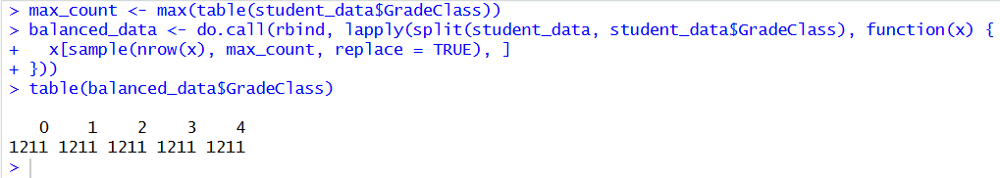 > max_count <- max(table(student_data$GradeClass))
> balanced_data <- do.call(rbind, lapply(split(student_data, student_data$GradeClass), function(x) {
+   x[sample(nrow(x), max_count, replace = TRUE), ]
+ }))
> table(balanced_data$GradeClass)

   0    1    2    3    4 
1211 1211 1211 1211 1211 
>